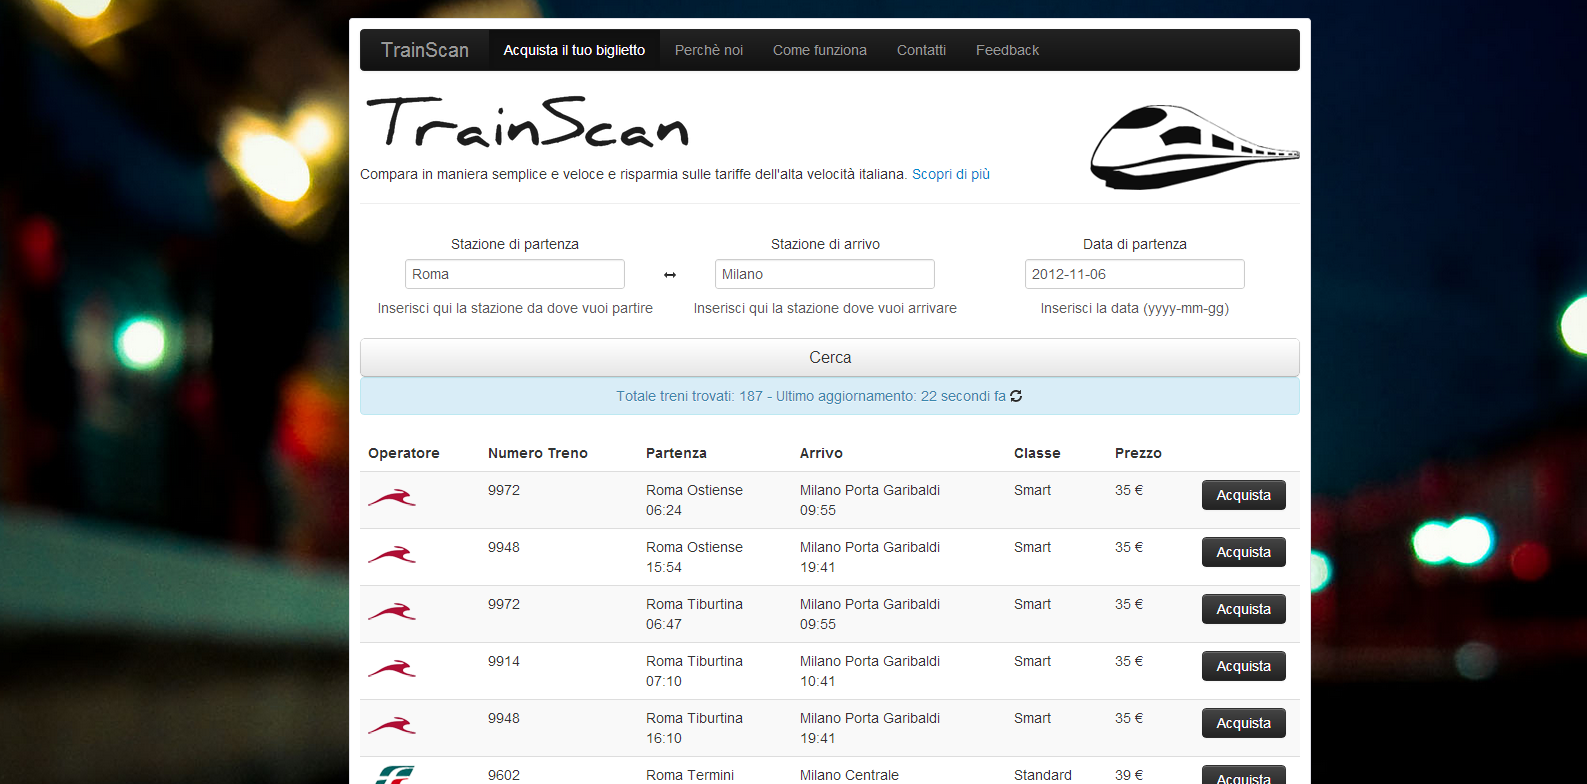 TrainScan Acquista il tuo biglietto Perchè noi Come funziona Contatti Feedback
TrainScan
Compara in maniera semplice e veloce e risparmia sulle tariffe dell'alta velocità italiana. Scopri di più
Stazione di partenza Stazione di arrivo Data di partenza
Roma Milano 2012-11-06
Inserisci qui la stazione da dove vuoi partire Inserisci qui la stazione dove vuoi arrivare Inserisci la data (yyyy-mm-gg)
Cerca
Totale treni trovati: 187 - Ultimo aggiornamento: 22 secondi fa
Operatore Numero Treno Partenza Arrivo Classe Prezzo
9972 Roma Ostiense Milano Porta Garibaldi Smart 35 € Acquista
06:24 09:55
9948 Roma Ostiense Milano Porta Garibaldi Smart 35 € Acquista
15:54 19:41
9972 Roma Tiburtina Milano Porta Garibaldi Smart 35 € Acquista
06:47 09:55
9914 Roma Tiburtina Milano Porta Garibaldi Smart 35 € Acquista
07:10 10:41
9948 Roma Tiburtina Milano Porta Garibaldi Smart 35 € Acquista
16:10 19:41
9602 Roma Termini Milano Centrale Standard 39 € Acquista